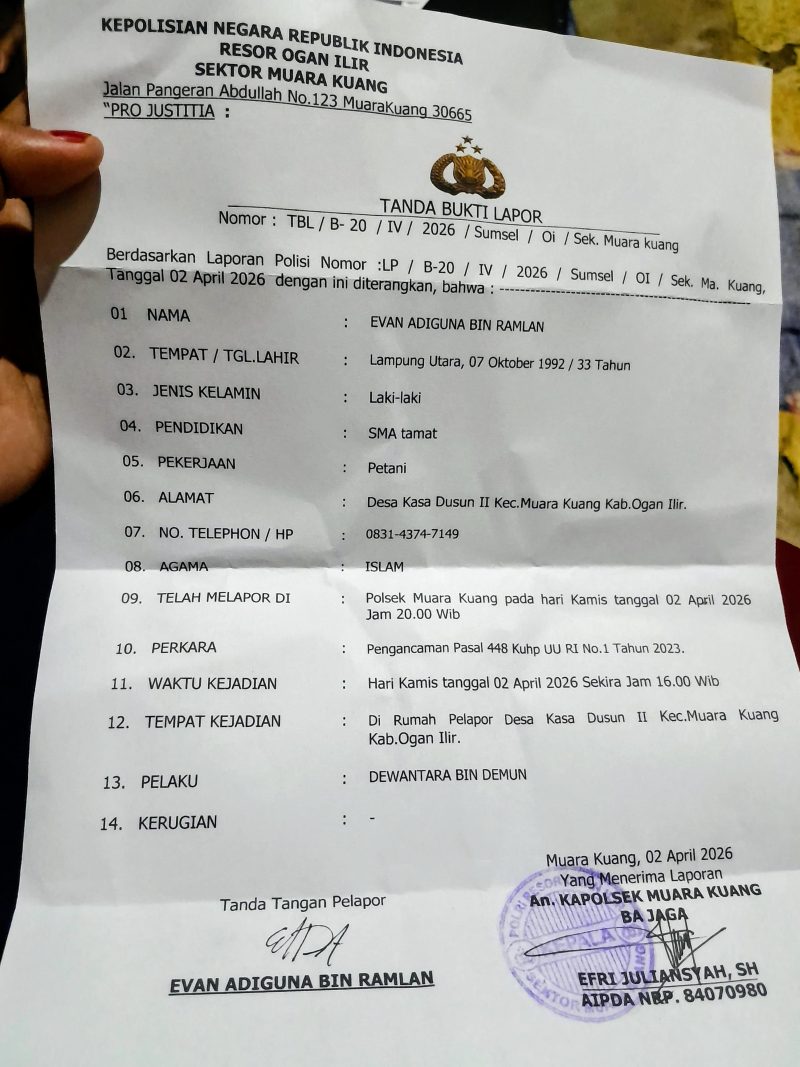 KEPOLISIAN NEGARA REPUBLIK INDONESIA
RESOR OGAN ILIR
SEKTOR MUARA KUANG
Jalan Pangeran Abdullah No.123 MuaraKuang 30665
"PRO JUSTITIA :
TANDA BUKTI LAPOR
Nomor : TBL / B- 20 / IV / 2026 / Sumsel / Oi / Sek. Muara kuang
Berdasarkan Laporan Polisi Nomor :LP / B-20 / IV / 2026 / Sumsel / OI / Sek. Ma. Kuang,
Tanggal 02 April 2026 dengan ini diterangkan, bahwa : ------------------------------------------------
01 NAMA : EVAN ADIGUNA BIN RAMLAN
02. TEMPAT / TGL.LAHIR : Lampung Utara, 07 Oktober 1992 / 33 Tahun
03. JENIS KELAMIN : Laki-laki
04. PENDIDIKAN : SMA tamat
05. PEKERJAAN : Petani
06. ALAMAT : Desa Kasa Dusun II Kec.Muara Kuang Kab.Ogan Ilir.
07. NO. TELEPHON / HP : 0831-4374-7149
08. AGAMA : ISLAM
09. TELAH MELAPOR DI : Polsek Muara Kuang pada hari Kamis tanggal 02 April 2026
Jam 20.00 Wib
10. PERKARA : Pengancaman Pasal 448 Kuhp UU RI No.1 Tahun 2023.
11. WAKTU KEJADIAN : Hari Kamis tanggal 02 April 2026 Sekira Jam 16.00 Wib
12. TEMPAT KEJADIAN : Di Rumah Pelapor Desa Kasa Dusun II Kec.Muara Kuang
Kab.Ogan Ilir.
13. PELAKU : DEWANTARA BIN DEMUN
14. KERUGIAN : -
Muara Kuang, 02 April 2026
Yang Menerima Laporan
An. KAPOLSEK MUARA KUANG
BA JAGA
Tanda Tangan Pelapor
EVAN ADIGUNA BIN RAMLAN
EFRI JULIANSYAH, SH
AIPDA NRP. 84070980